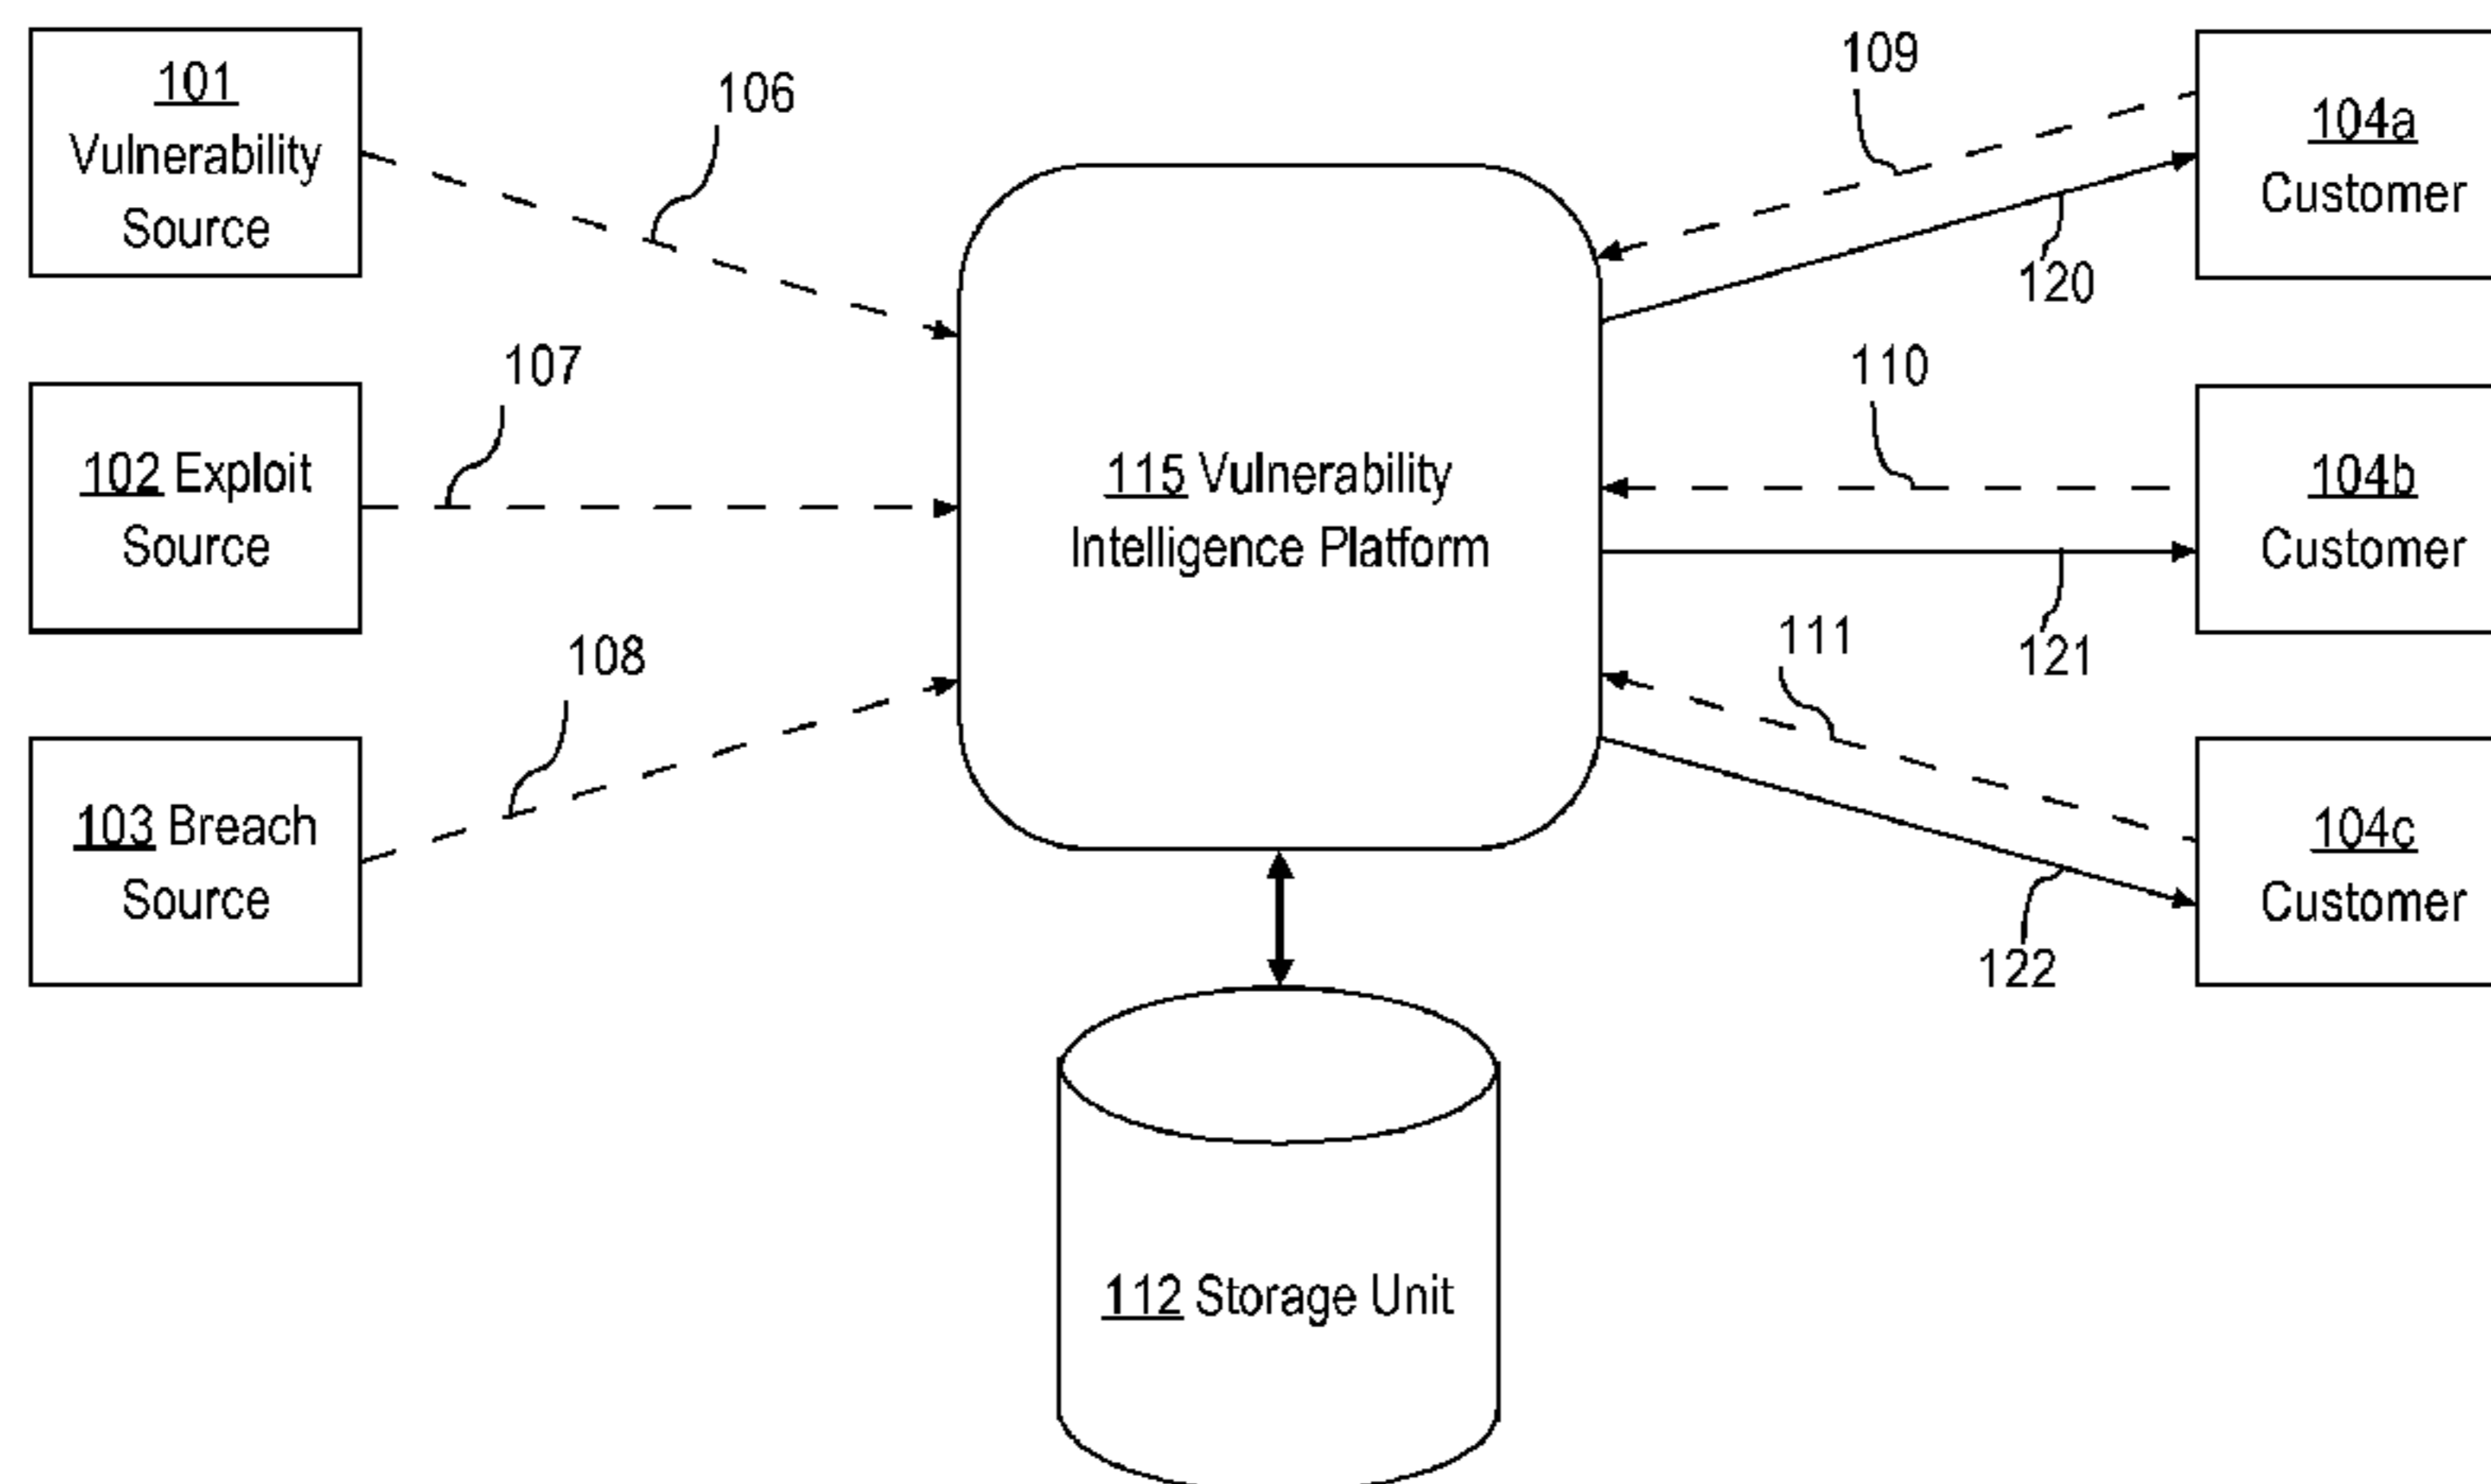 101
Vulnerability
Source
106
109
104a
Customer
120
107
102 Exploit
Source
115 Vulnerability
Intelligence Platform
110
104b
Customer
121
108
103 Breach
Source
111
104c
Customer
122
112 Storage Unit